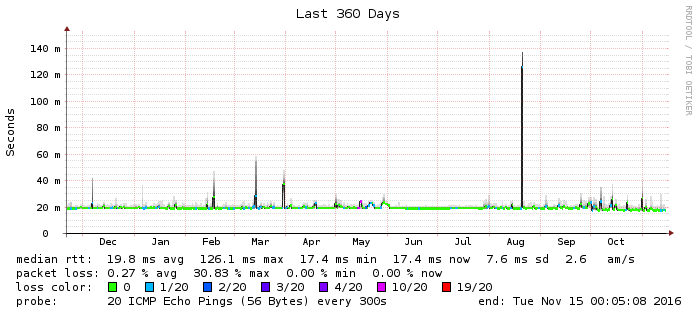 Last 360 Days
RRDTOOL / TOBI OETIKER
Seconds
140 m
120 m
100 m
80 m
60 m
40 m
20 m
0
Dec Jan Feb Mar Apr May Jun Jul Aug Sep Oct
median rtt: 19.8 ms avg 126.1 ms max 17.4 ms min 17.4 ms now 7.6 ms sd 2.6 am/s
packet loss: 0.27 % avg 30.83 % max 0.00 % min 0.00 % now
loss color: 0 1/20 2/20 3/20 4/20 10/20 19/20
probe: 20 ICMP Echo Pings (56 Bytes) every 300s end: Tue Nov 15 00:05:08 2016